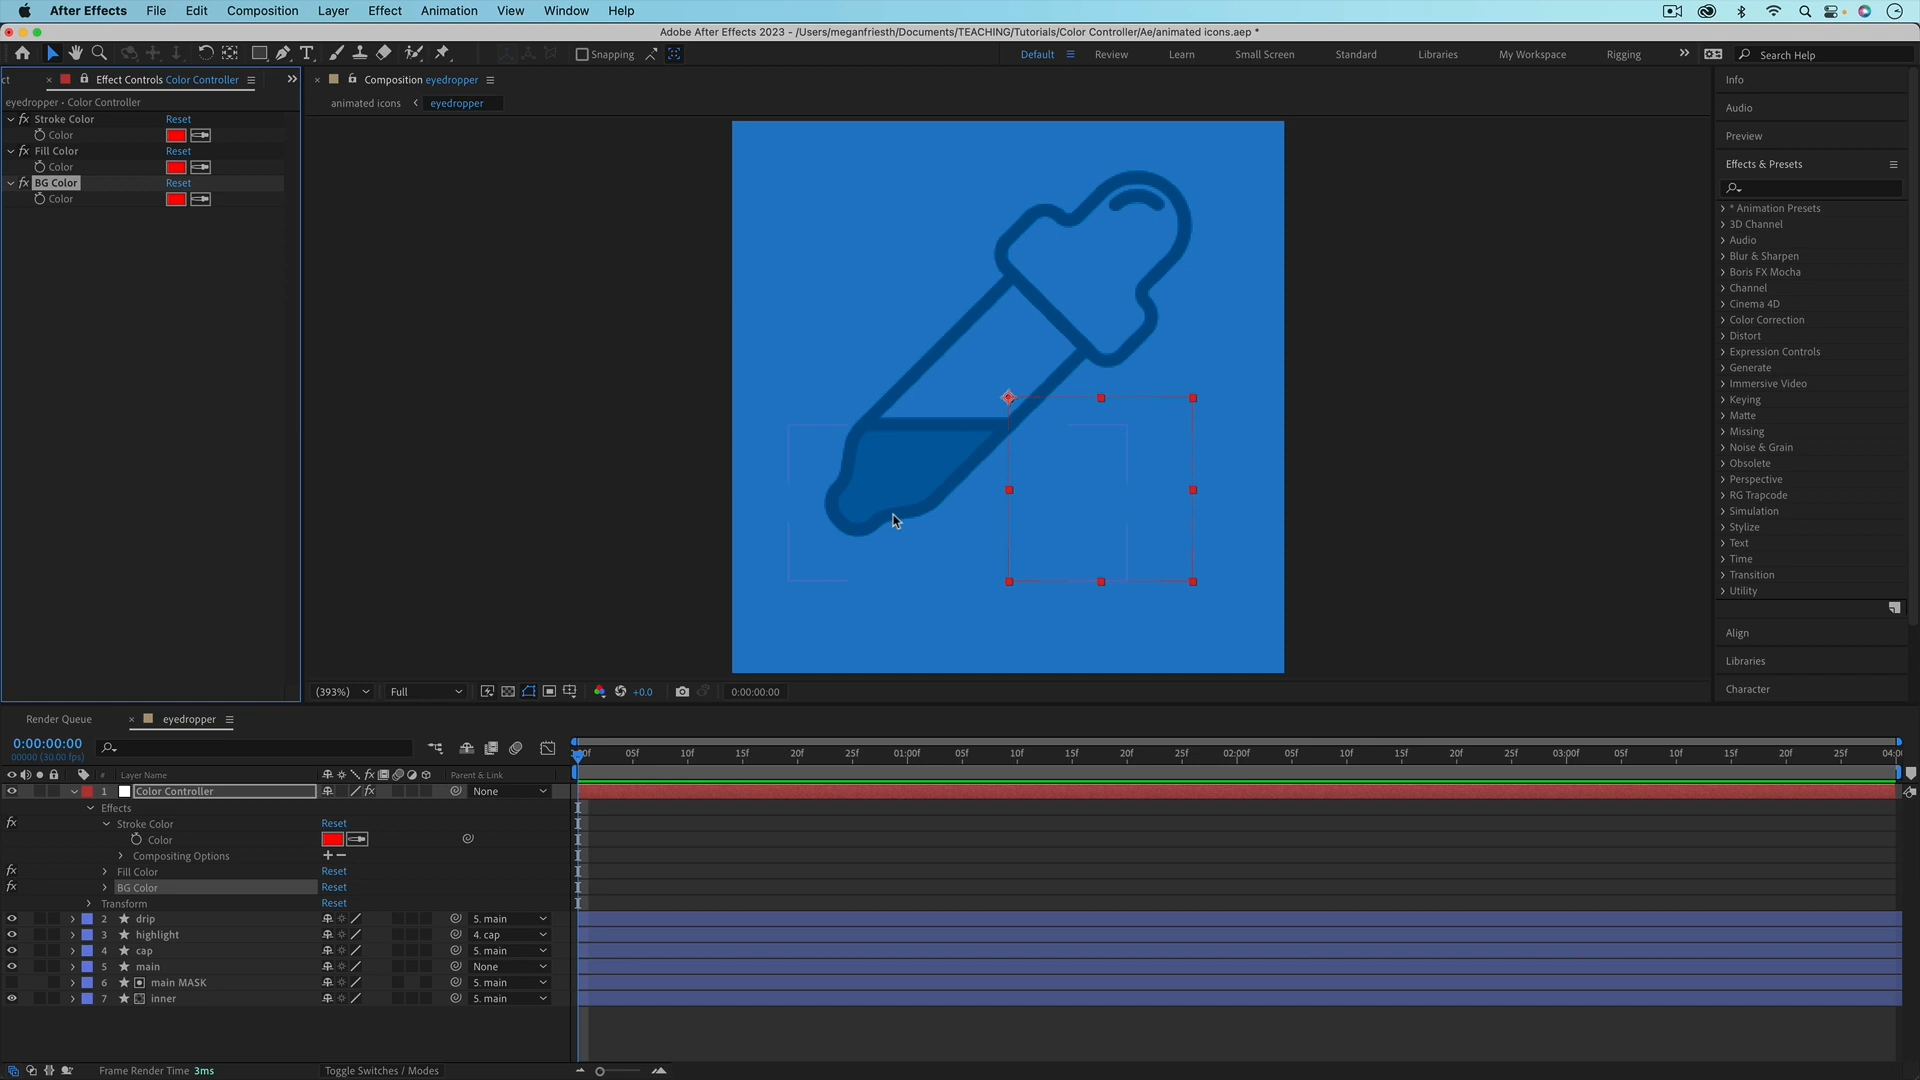 After Effects File Edit Composition Layer Effect Animation View Window Help
Adobe After Effects 2023 - /Users/meganfriesth/Documents/TEACHING/Tutorials/Color Controller/Ae/animated icons.aep *
Snapping Default Review Learn Small Screen Standard Libraries My Workspace Rigging Search Help
ct Effect Controls Color Controller
eyedropper • Color Controller
fx Stroke Color Reset
Color
fx Fill Color Reset
Color
fx BG Color Reset
Color
Composition eyedropper
animated icons eyedropper
(393%) Full +0.0 0:00:00:00
Info
Audio
Preview
Effects & Presets
* Animation Presets
3D Channel
Audio
Blur & Sharpen
Boris FX Mocha
Channel
Cinema 4D
Color Correction
Distort
Expression Controls
Generate
Immersive Video
Keying
Matte
Missing
Noise & Grain
Obsolete
Perspective
RG Trapcode
Simulation
Stylize
Text
Time
Transition
Utility
Align
Libraries
Character
Render Queue eyedropper
0:00:00:00
00000 (30.00 fps)
05f 10f 15f 20f 25f 01:00f 05f 10f 15f 20f 25f 02:00f 05f 10f 15f 20f 25f 03:00f 05f 10f 15f 20f 25f
# Layer Name fx Parent & Link
1 Color Controller fx None
Effects
fx Stroke Color Reset
Color
Compositing Options
fx Fill Color Reset
fx BG Color Reset
Transform Reset
2 drip 5. main
3 highlight 4. cap
4 cap 5. main
5 main None
6 main MASK 5. main
7 inner 5. main
Frame Render Time 3ms Toggle Switches / Modes